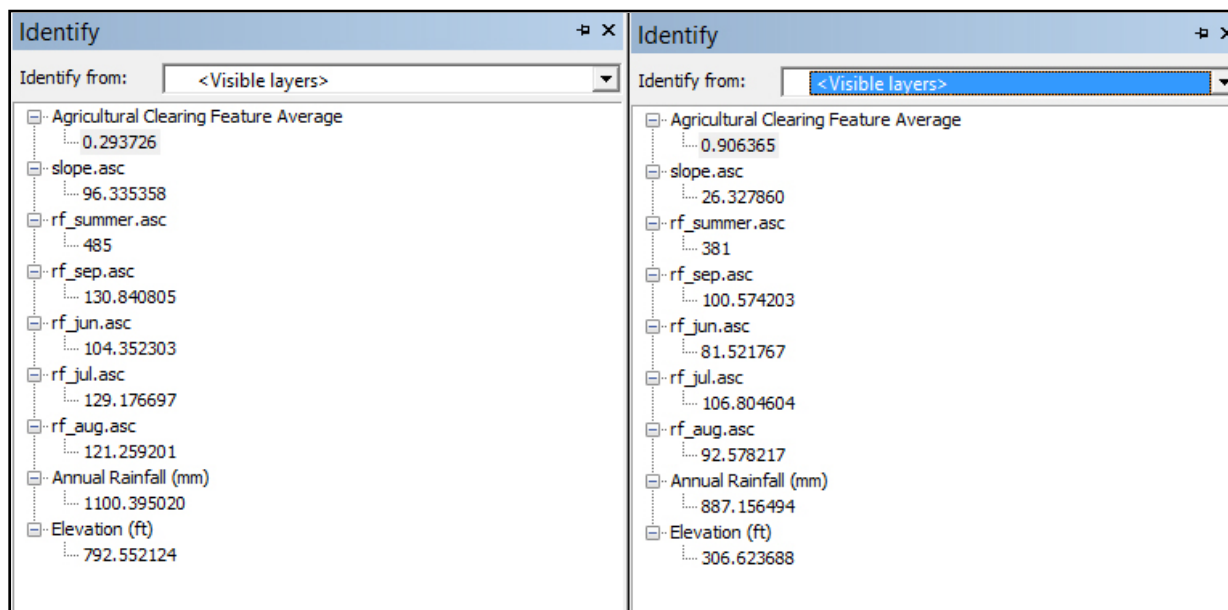 Identify
Identify from: <Visible layers>
Agricultural Clearing Feature Average
0.293726
slope.asc
96.335358
rf_summer.asc
485
rf_sep.asc
130.840805
rf_jun.asc
104.352303
rf_jul.asc
129.176697
rf_aug.asc
121.259201
Annual Rainfall (mm)
1100.395020
Elevation (ft)
792.552124
Identify
Identify from: <Visible layers>
Agricultural Clearing Feature Average
0.906365
slope.asc
26.327860
rf_summer.asc
381
rf_sep.asc
100.574203
rf_jun.asc
81.521767
rf_jul.asc
106.804604
rf_aug.asc
92.578217
Annual Rainfall (mm)
887.156494
Elevation (ft)
306.623688